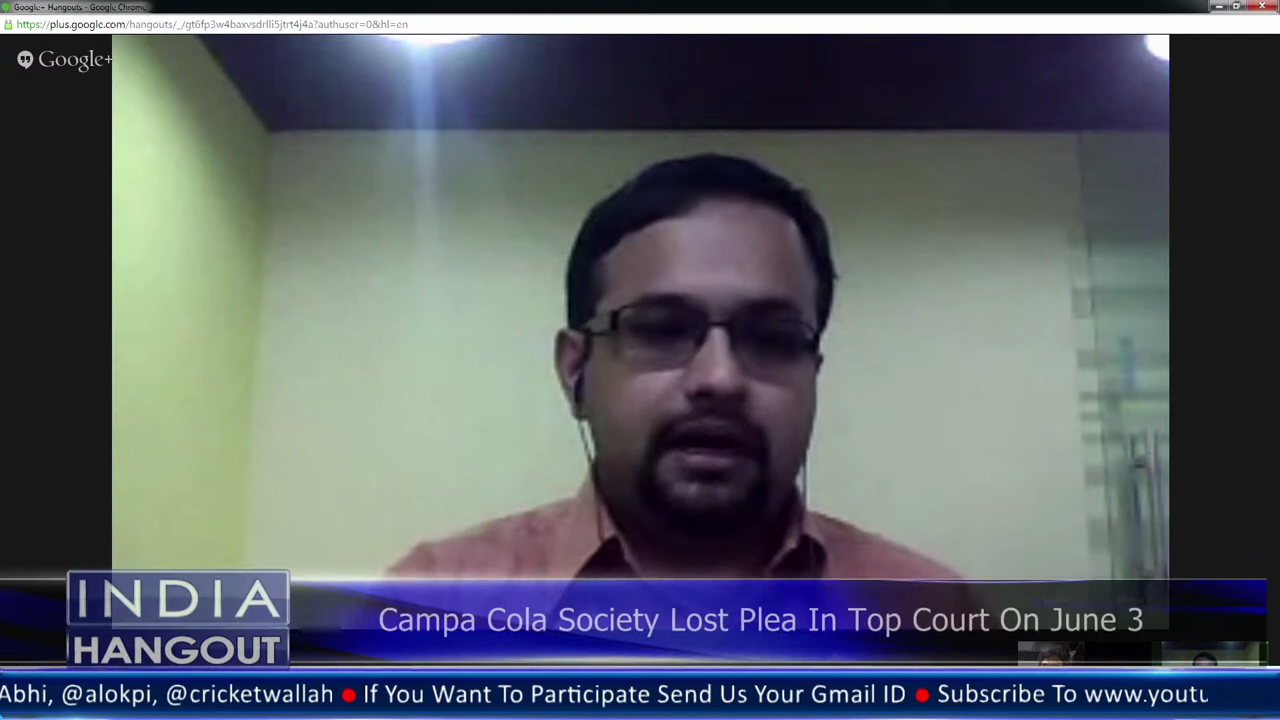 Google+ Hangouts - Google Chrome
https://plus.google.com/hangouts/_/gt6fp3w4baxvsdrlli5jtrt4j4a?authuser=0&hl=en
Google+
INDIA
HANGOUT
Campa Cola Society Lost Plea In Top Court On June 3
Abhi, @alokpi, @cricketwallah ● If You Want To Participate Send Us Your Gmail ID ● Subscribe To www.youtu